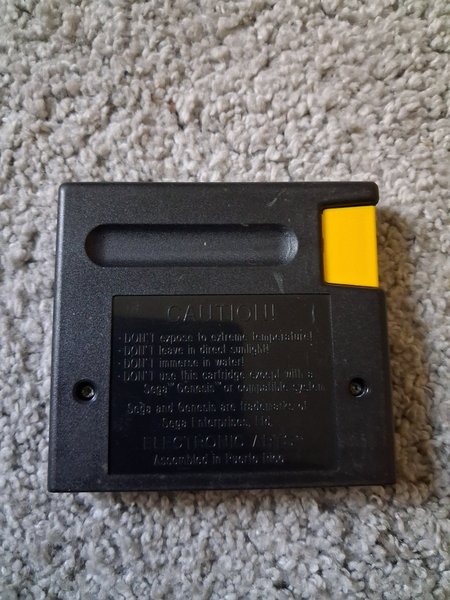 CAUTION!
- DON'T expose to extreme temperature!
- DON'T leave in direct sunlight!
- DON'T immerse in water!
- DON'T use this cartridge except with a
Sega™ Genesis™ or compatible system.
Sega and Genesis are trademarks of
Sega Enterprises, Ltd.
ELECTRONIC ARTS™
Assembled in Puerto Rico